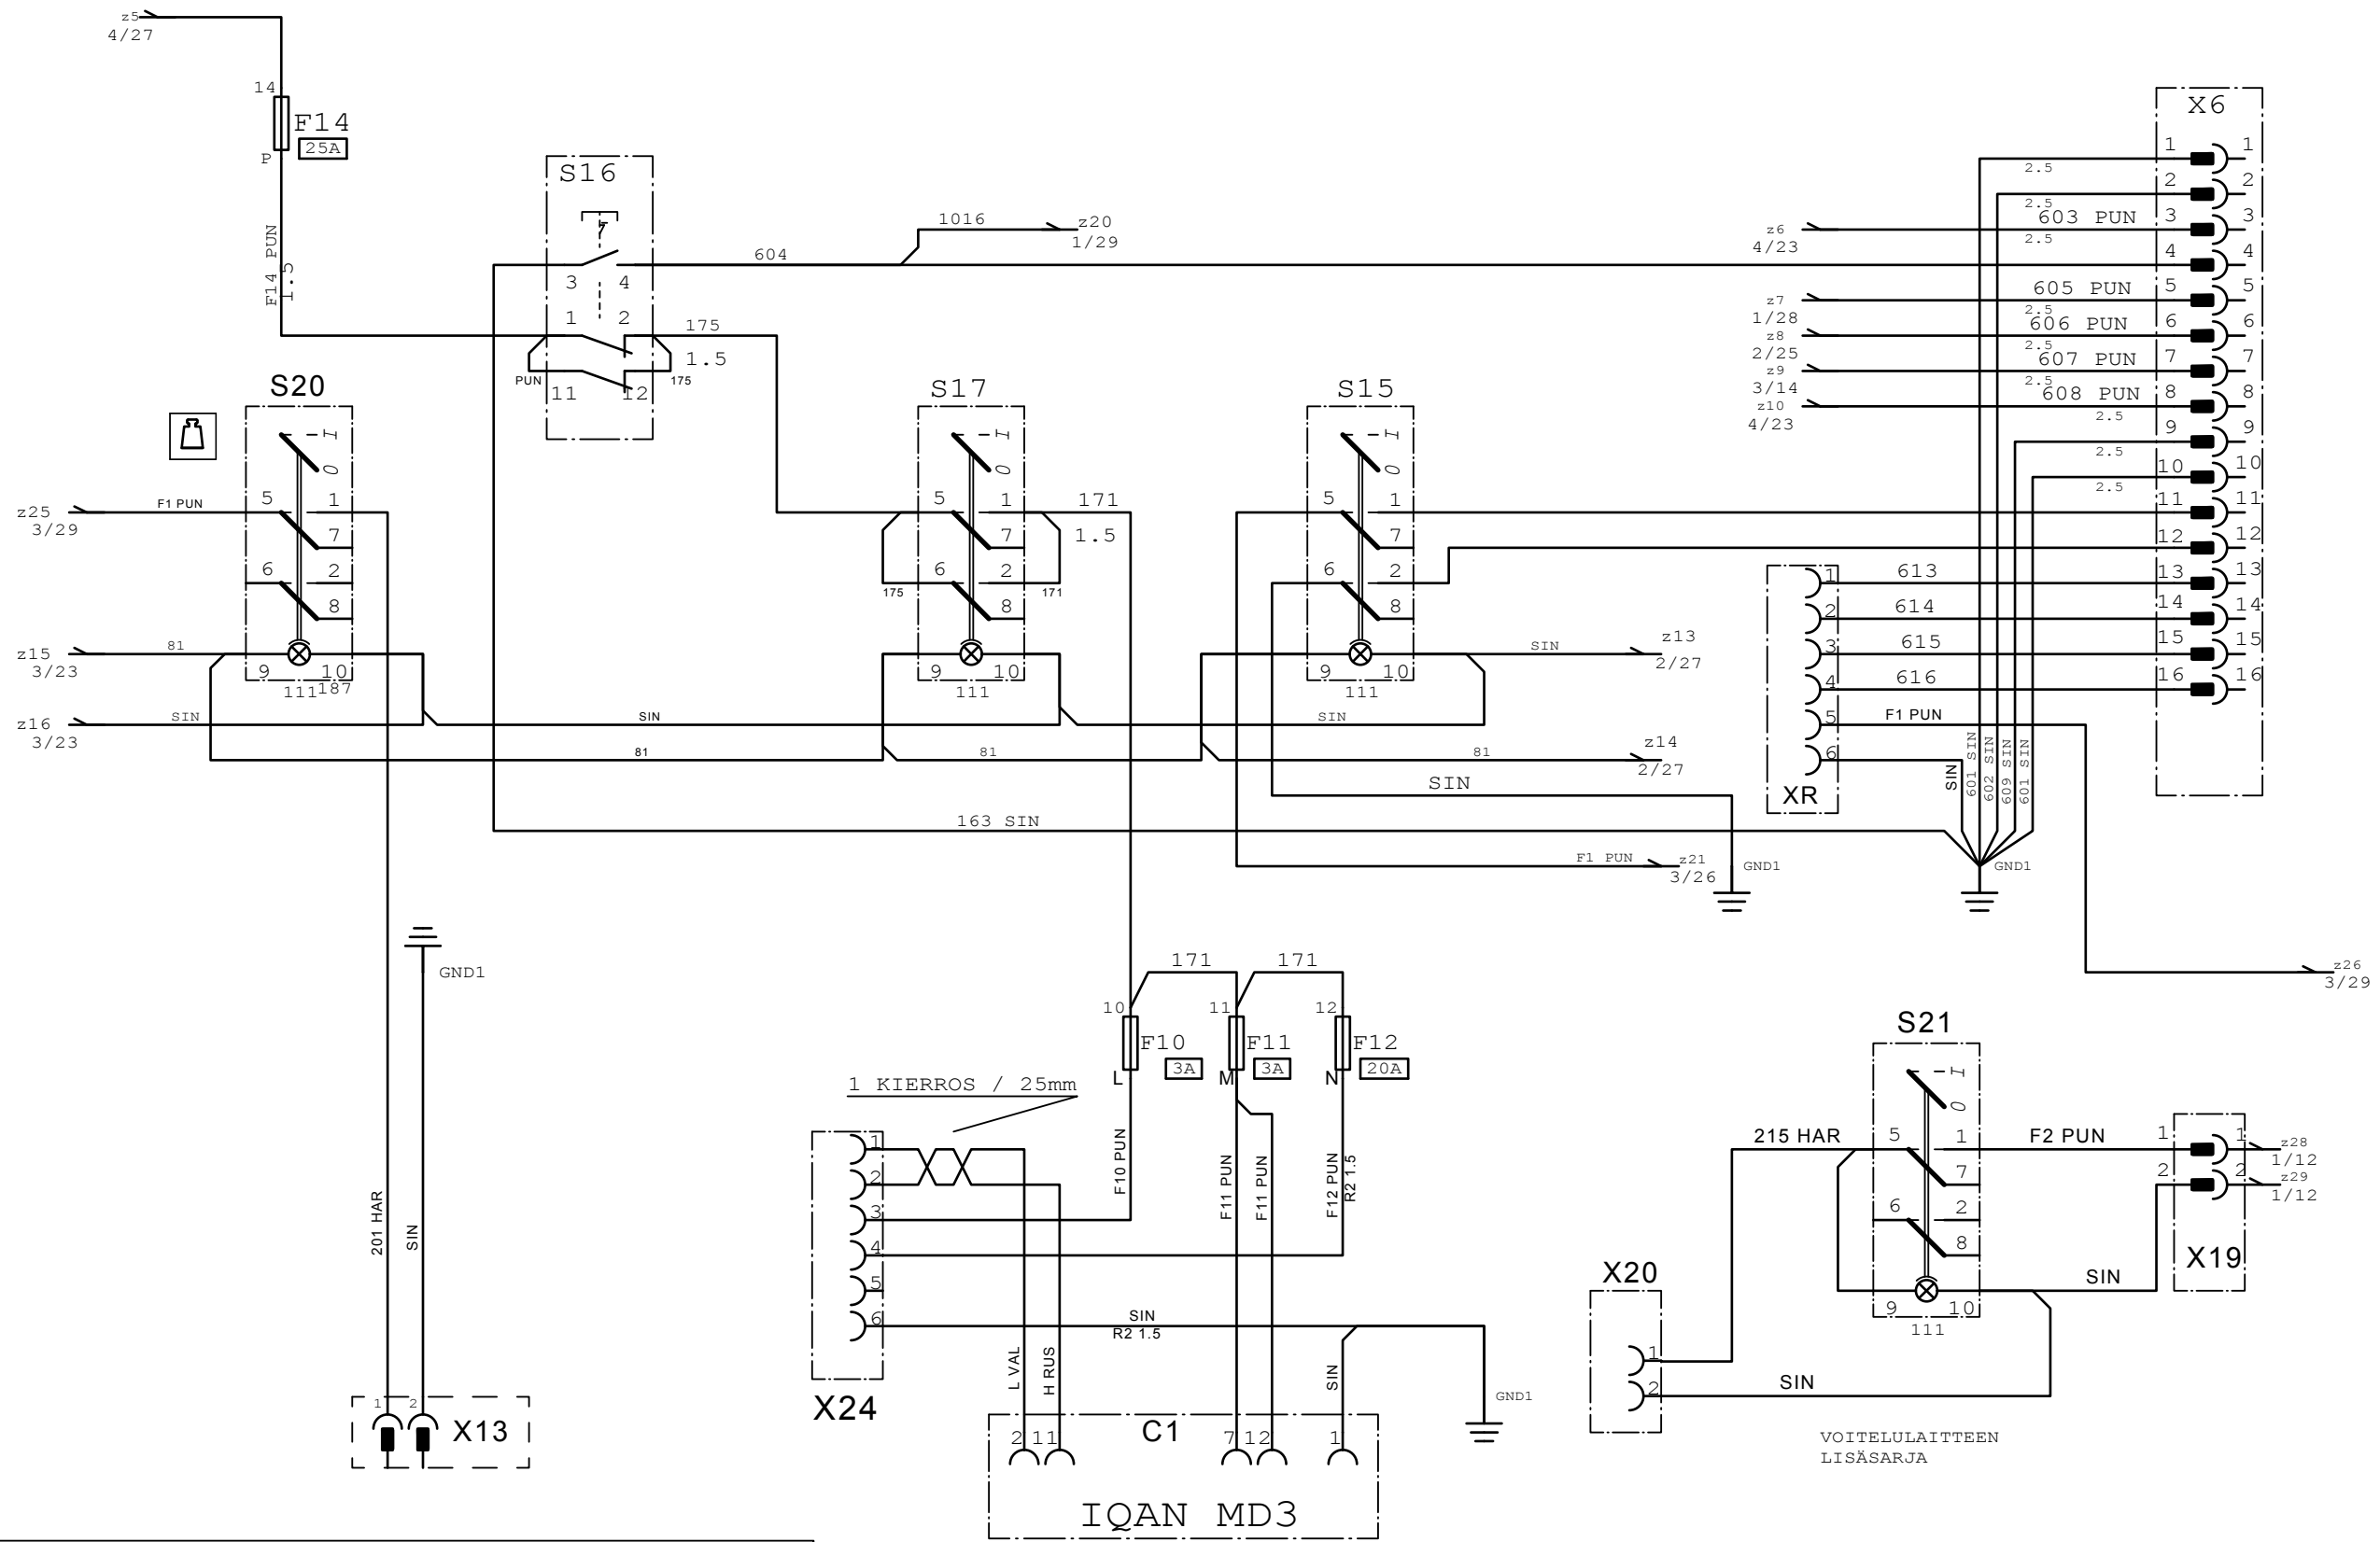 z5
4/27
14
F14
25A
P
F14 PUN
1.5
S16
7
3 4
1 2
11 12
PUN
175
1.5
175
604
1016
z20
1/29
S20
I
0
5 1
7
6 2
8
9 10
111 187
z25
3/29
F1 PUN
z15
3/23
81
z16
3/23
SIN
SIN
81
S17
I
0
5 1
7
6 2
8
9 10
111
175
171
171
1.5
S15
I
0
5 1
7
6 2
8
9 10
111
SIN
z13
2/27
SIN
81
81
z14
2/27
SIN
163 SIN
F1 PUN
z21
3/26
GND1
X6
1 1
2.5
2 2
2.5
z6
4/23
603 PUN
3 3
2.5
4 4
z7
1/28
605 PUN
5 5
2.5
z8
2/25
606 PUN
6 6
2.5
z9
3/14
607 PUN
7 7
2.5
z10
4/23
608 PUN
8 8
2.5
9 9
2.5
10 10
2.5
11 11
12 12
13 13
14 14
15 15
16 16
1
613
2
614
3
615
4
616
5
F1 PUN
6
XR
SIN
601 SIN
602 SIN
609 SIN
601 SIN
GND1
z26
3/29
GND1
201 HAR
SIN
1 2
X13
171
171
10
F10
3A
L
11
F11
3A
M
12
F12
20A
N
1 KIERROS / 25mm
F10 PUN
F11 PUN
F11 PUN
F12 PUN
R2 1.5
1
2
3
4
5
6
X24
SIN
R2 1.5
L VAL
H RUS
SIN
GND1
C1
2 11 7 12 1
IQAN MD3
S21
I
0
5 1
7
6 2
8
9 10
111
215 HAR
F2 PUN
SIN
X19
1 1
2 2
z28
1/12
z29
1/12
X20
1
2
SIN
VOITELULAITTEEN
LISÄSARJA